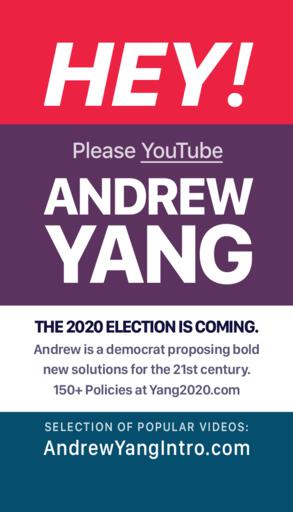 HEY!
Please YouTube
ANDREW
YANG
THE 2020 ELECTION IS COMING.
Andrew is a democrat proposing bold
new solutions for the 21st century.
150+ Policies at Yang2020.com
SELECTION OF POPULAR VIDEOS:
AndrewYangIntro.com